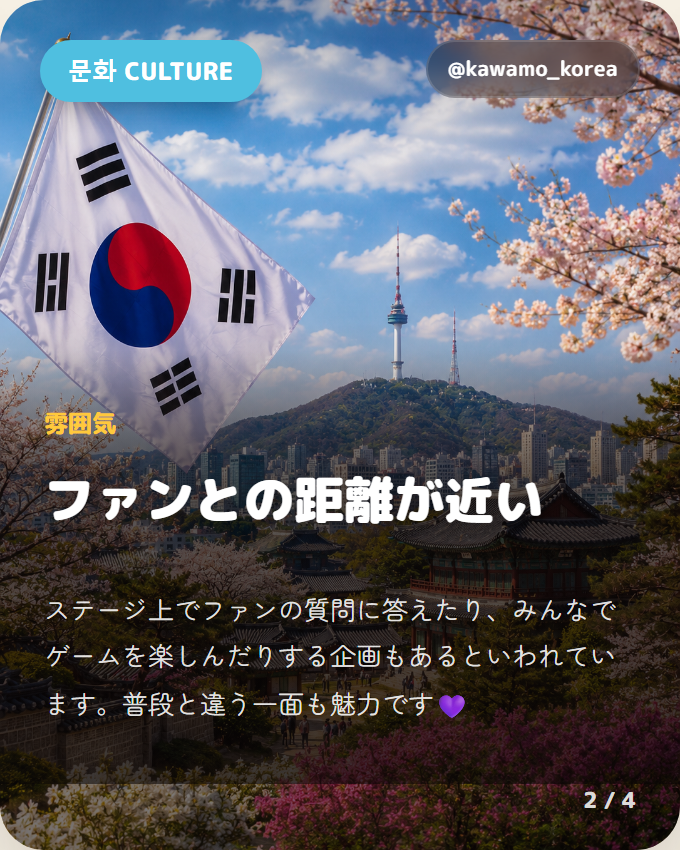 문화 CULTURE
@kawamo_korea
雰囲気
ファンとの距離が近い
ステージ上でファンの質問に答えたり、みんなで
ゲームを楽しんだりする企画もあるといわれてい
ます。普段と違う一面も魅力です💜
2 / 4